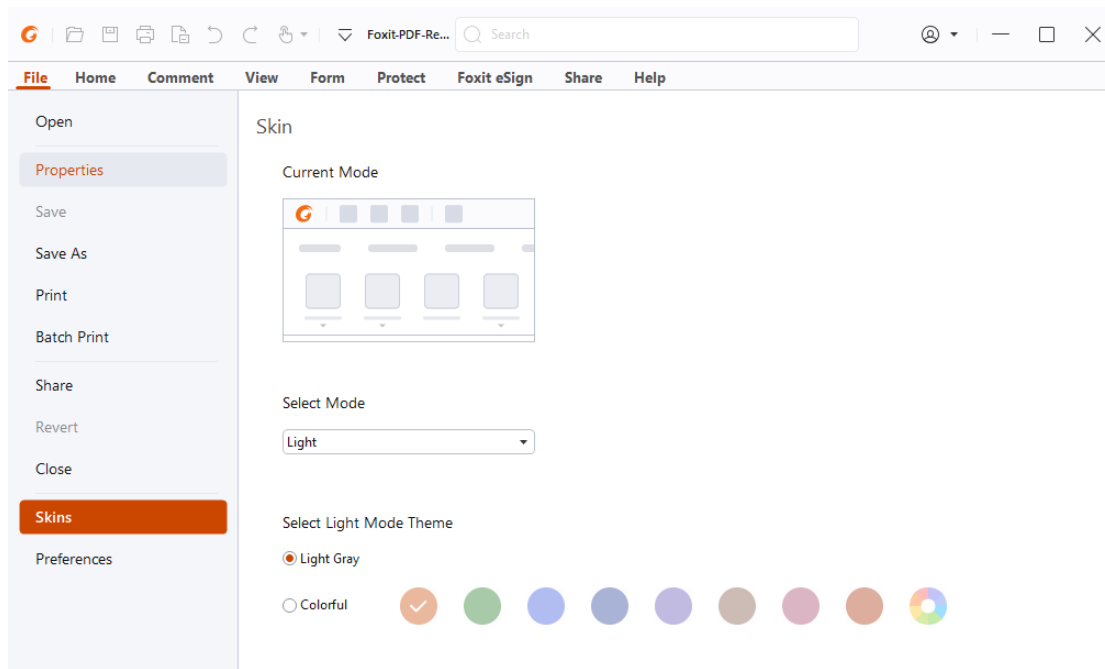 Foxit-PDF-Re... Search
File Home Comment View Form Protect Foxit eSign Share Help
Open
Properties
Save
Save As
Print
Batch Print
Share
Revert
Close
Skins
Preferences
Skin
Current Mode
Select Mode
Light
Select Light Mode Theme
Light Gray
Colorful